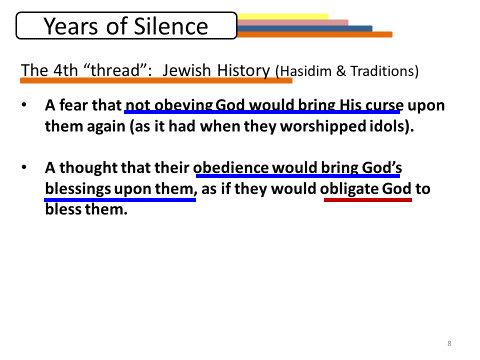 Years of Silence
The 4th “thread”: Jewish History (Hasidim & Traditions)
• A fear that not obeying God would bring His curse upon
them again (as it had when they worshipped idols).
• A thought that their obedience would bring God’s
blessings upon them, as if they would obligate God to
bless them.
8